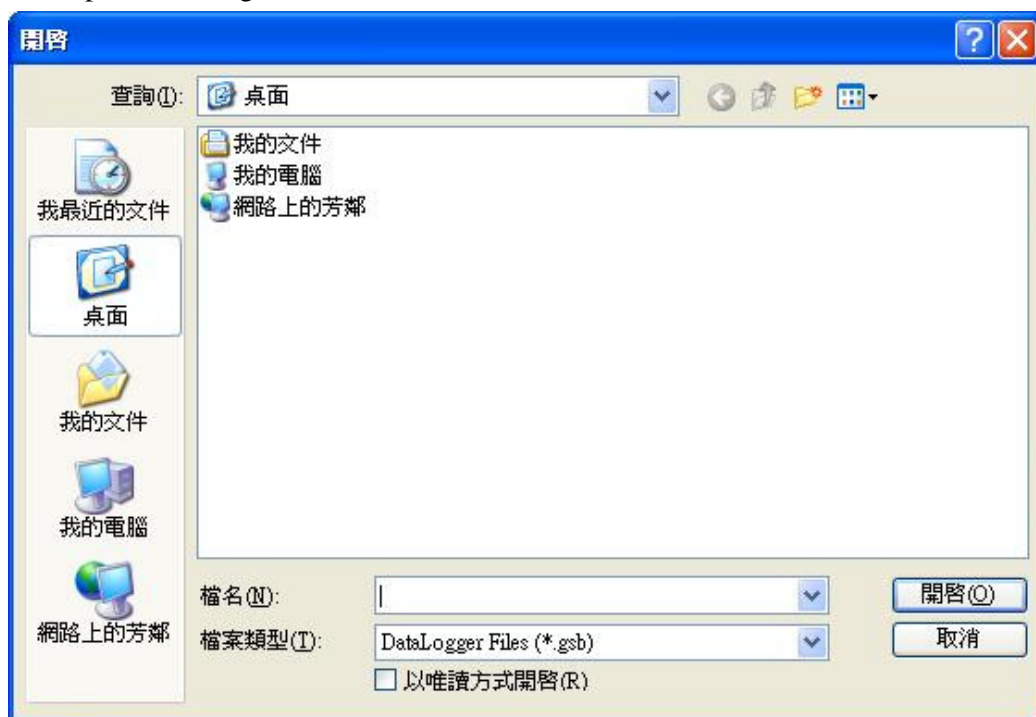 開啓
查詢(I):
桌面
我最近的文件
桌面
我的文件
我的電腦
網路上的芳鄰
我的文件
我的電腦
網路上的芳鄰
檔名(N):
開啓(O)
檔案類型(T):
DataLogger Files (*.gsb)
取消
以唯讀方式開啓(R)